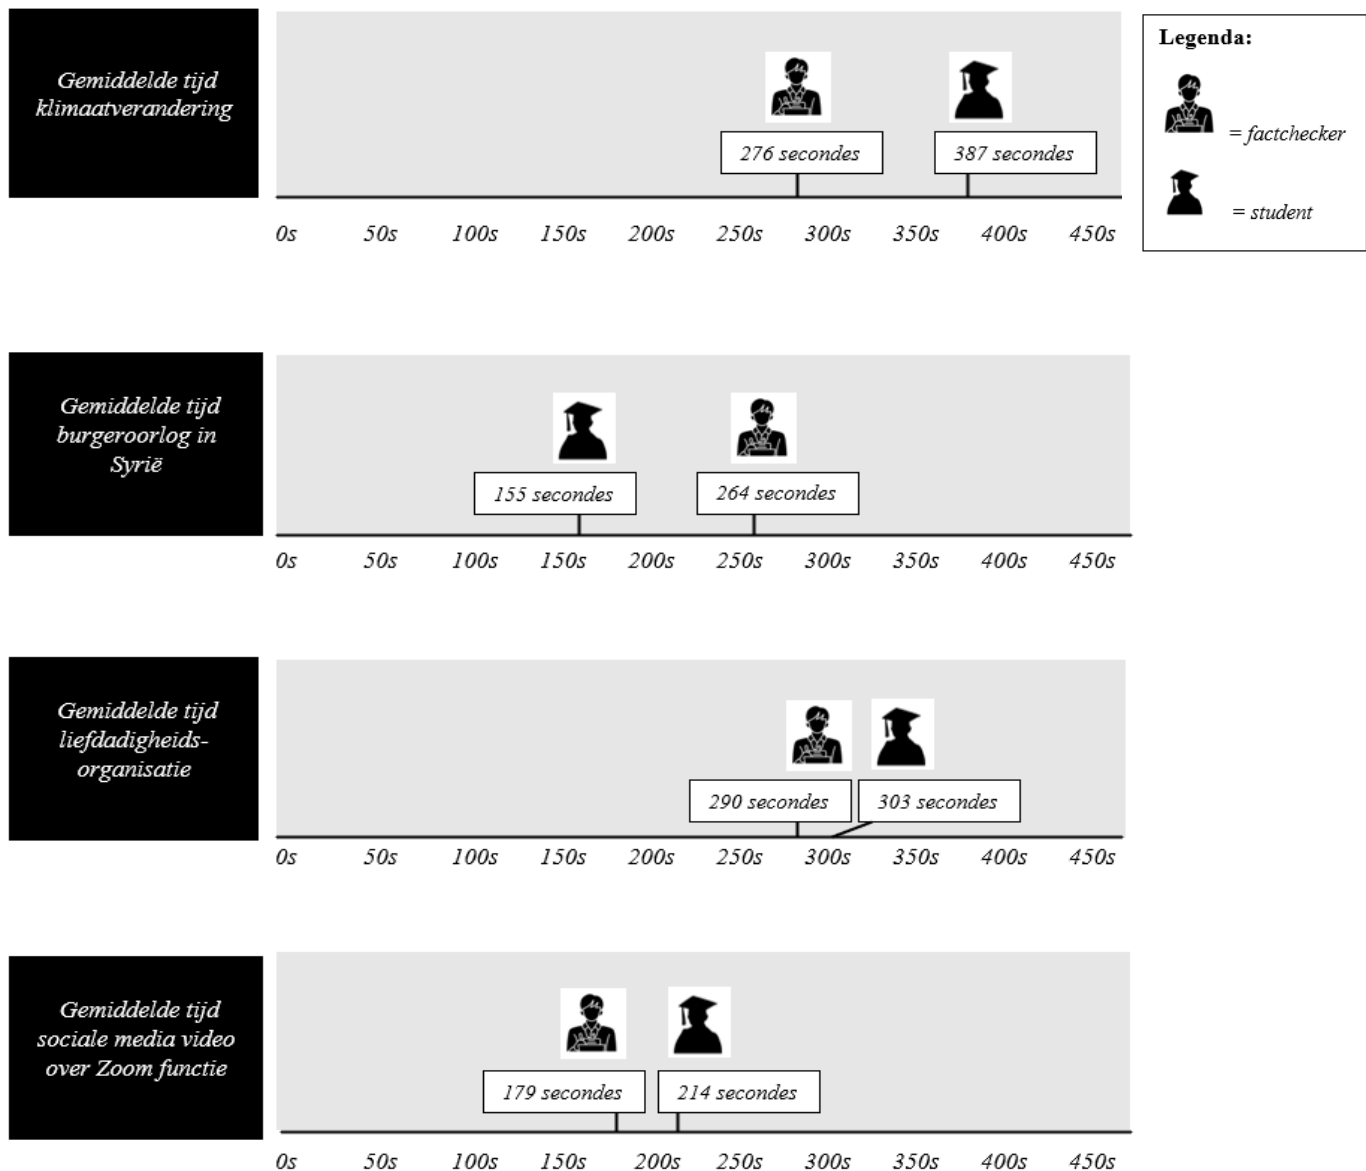 Gemiddelde tijd
klimaatverandering
276 secondes
387 secondes
0s 50s 100s 150s 200s 250s 300s 350s 400s 450s
Legenda:
= factchecker
= student
Gemiddelde tijd
burgeroorlog in
Syrië
155 secondes
264 secondes
0s 50s 100s 150s 200s 250s 300s 350s 400s 450s
Gemiddelde tijd
liefdadigheids-
organisatie
290 secondes
303 secondes
0s 50s 100s 150s 200s 250s 300s 350s 400s 450s
Gemiddelde tijd
sociale media video
over Zoom functie
179 secondes
214 secondes
0s 50s 100s 150s 200s 250s 300s 350s 400s 450s